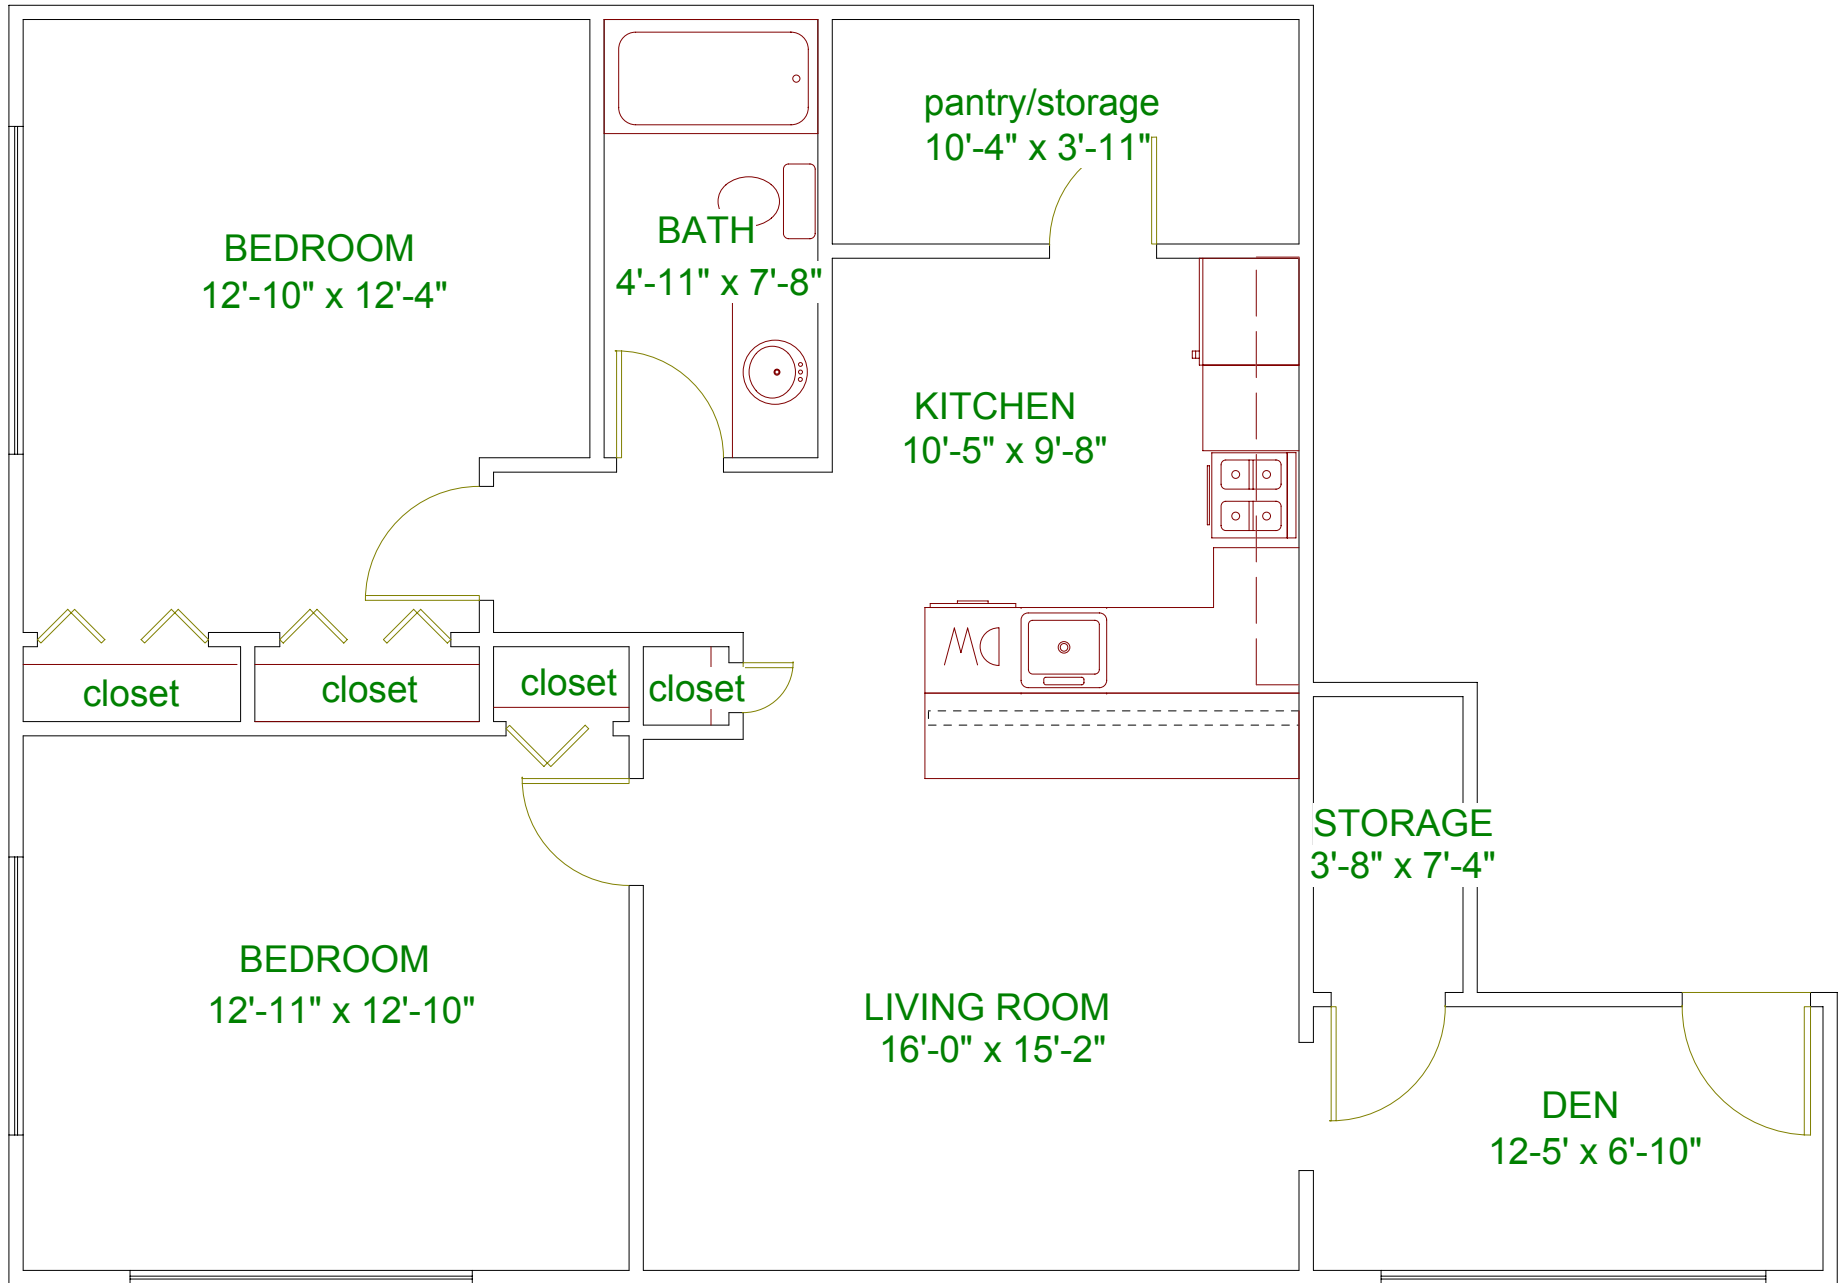 pantry/storage
10'-4" x 3'-11"
BEDROOM
12'-10" x 12'-4"
BATH
4'-11" x 7'-8"
KITCHEN
10'-5" x 9'-8"
DW
closet
closet
closet
closet
STORAGE
3'-8" x 7'-4"
BEDROOM
12'-11" x 12'-10"
LIVING ROOM
16'-0" x 15'-2"
DEN
12-5' x 6'-10"